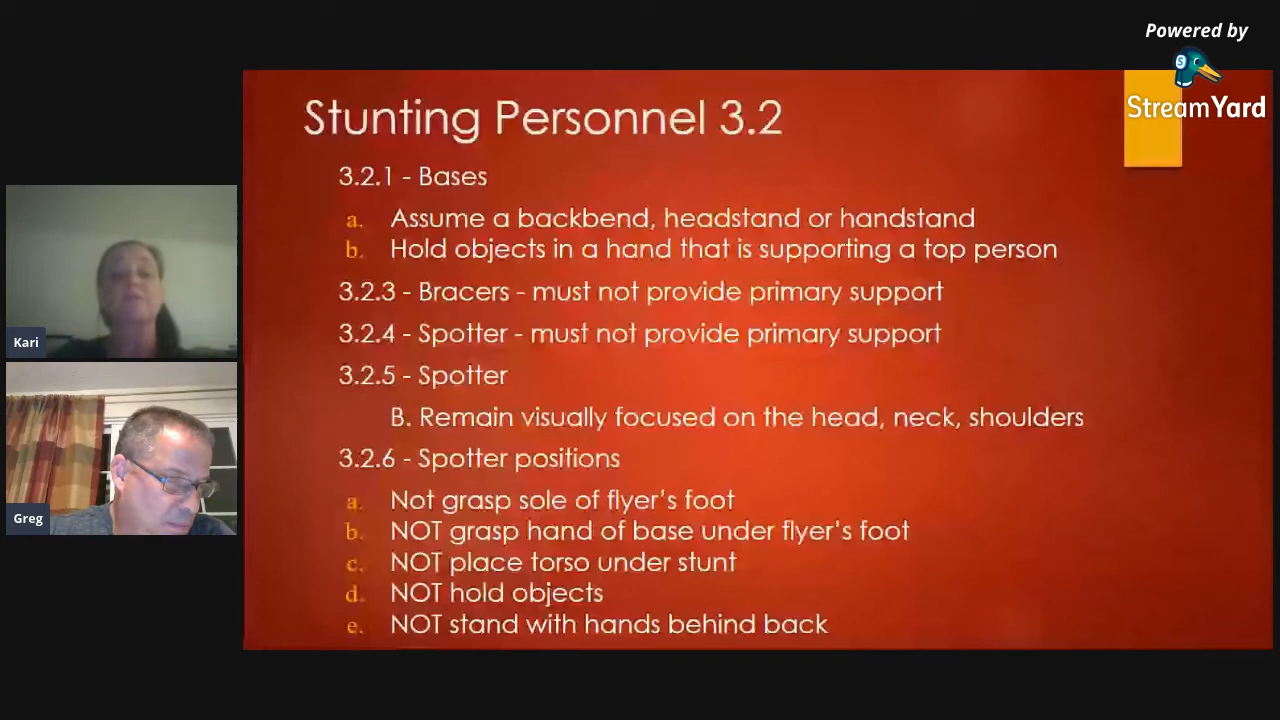 Powered by
StreamYard
Stunting Personnel 3.2
3.2.1 - Bases
a. Assume a backbend, headstand or handstand
b. Hold objects in a hand that is supporting a top person
3.2.3 - Bracers - must not provide primary support
3.2.4 - Spotter - must not provide primary support
3.2.5 - Spotter
B. Remain visually focused on the head, neck, shoulders
3.2.6 - Spotter positions
a. Not grasp sole of flyer's foot
b. NOT grasp hand of base under flyer's foot
c. NOT place torso under stunt
d. NOT hold objects
e. NOT stand with hands behind back
Kari
Greg